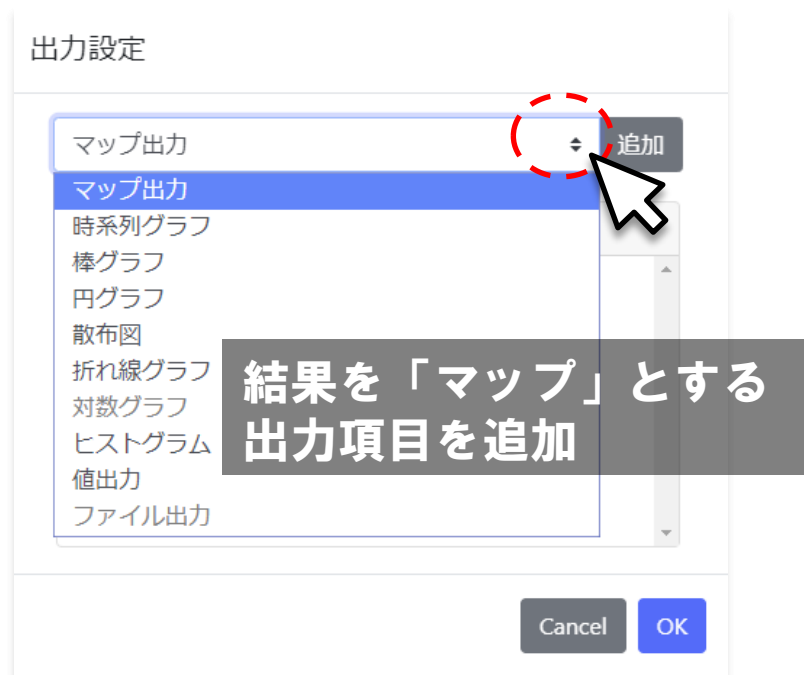 出力設定
マップ出力
追加
マップ出力
時系列グラフ
棒グラフ
円グラフ
散布図
折れ線グラフ
対数グラフ
ヒストグラム
値出力
ファイル出力
結果を「マップ」とする
出力項目を追加
Cancel
OK